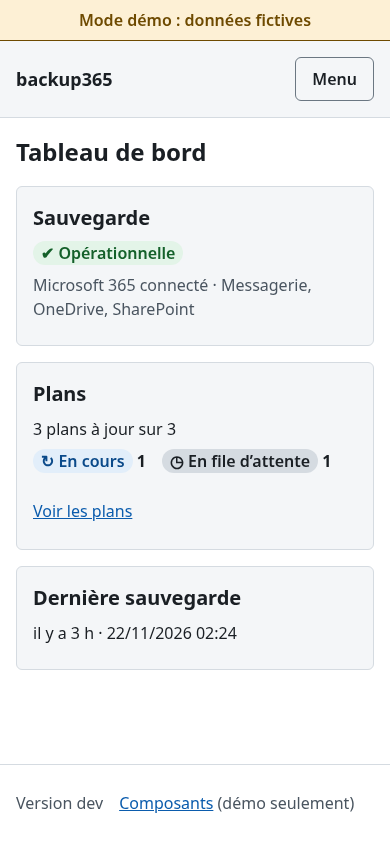 Mode démo : données fictives
backup365
Menu
Tableau de bord
Sauvegarde
✔ Opérationnelle
Microsoft 365 connecté · Messagerie,
OneDrive, SharePoint
Plans
3 plans à jour sur 3
↻ En cours 1 ◷ En file d’attente 1
Voir les plans
Dernière sauvegarde
il y a 3 h · 22/11/2026 02:24
Version dev Composants (démo seulement)